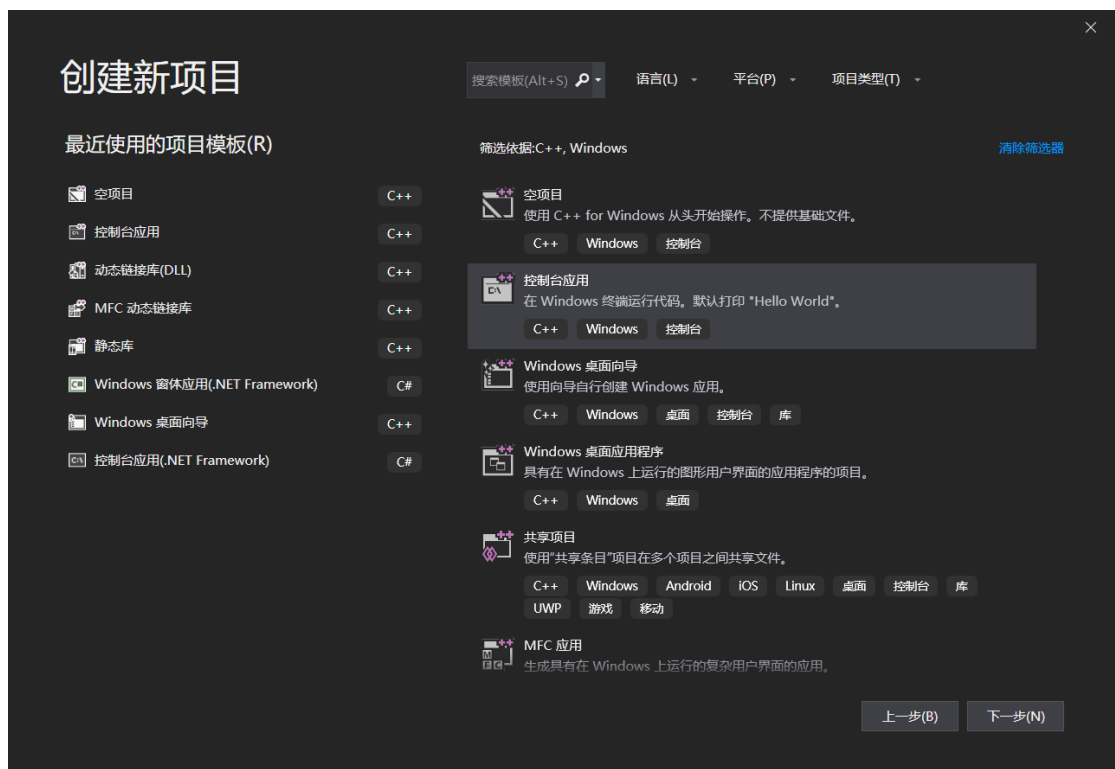 创建新项目
搜索模板(Alt+S)
语言(L)
平台(P)
项目类型(T)
最近使用的项目模板(R)
空项目 C++
控制台应用 C++
动态链接库(DLL) C++
MFC 动态链接库 C++
静态库 C++
Windows 窗体应用(.NET Framework) C#
Windows 桌面向导 C++
控制台应用(.NET Framework) C#
筛选依据:C++, Windows
清除筛选器
空项目
使用 C++ for Windows 从头开始操作。不提供基础文件。
C++ Windows 控制台
控制台应用
在 Windows 终端运行代码。默认打印 "Hello World"。
C++ Windows 控制台
Windows 桌面向导
使用向导自行创建 Windows 应用。
C++ Windows 桌面 控制台 库
Windows 桌面应用程序
具有在 Windows 上运行的图形用户界面的应用程序的项目。
C++ Windows 桌面
共享项目
使用“共享条目”项目在多个项目之间共享文件。
C++ Windows Android iOS Linux 桌面 控制台 库
UWP 游戏 移动
MFC 应用
生成具有在 Windows 上运行的复杂用户界面的应用。
上一步(B)
下一步(N)